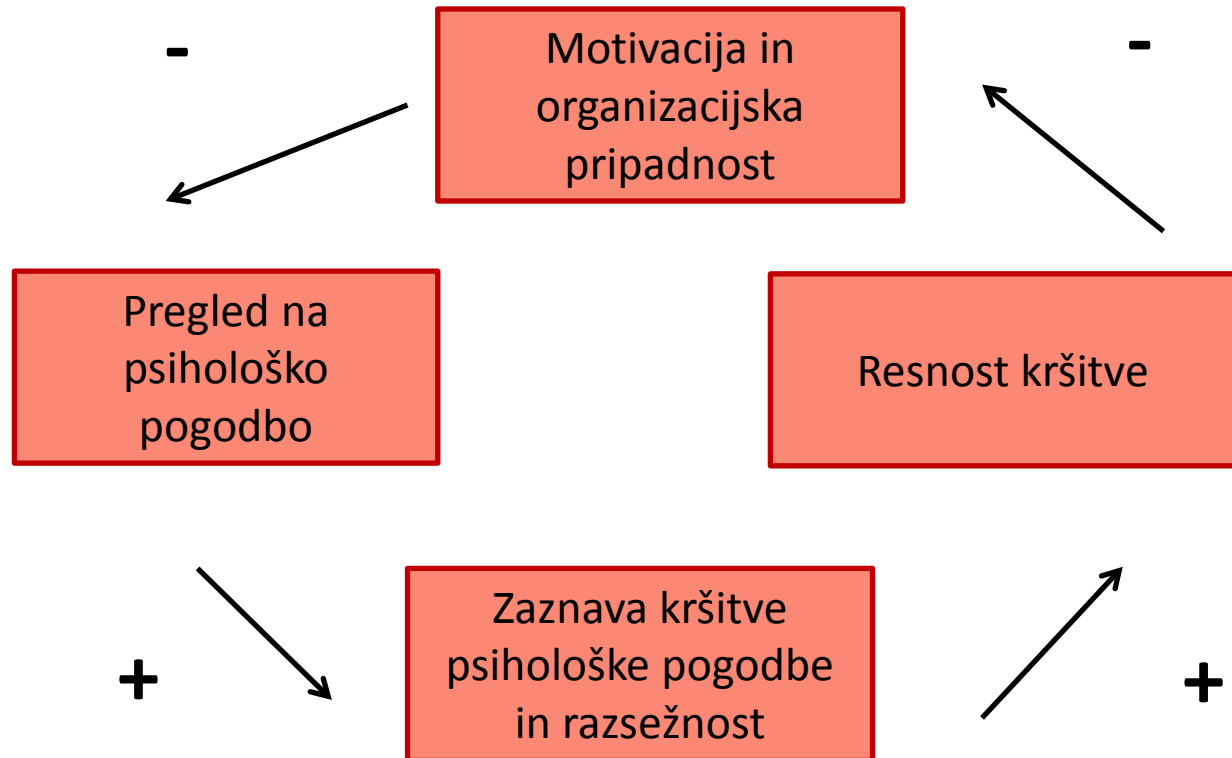 -
Motivacija in
organizacijska
pripadnost
-
Pregled na
psihološko
pogodbo
Resnost kršitve
+
Zaznava kršitve
psihološke pogodbe
in razsežnost
+